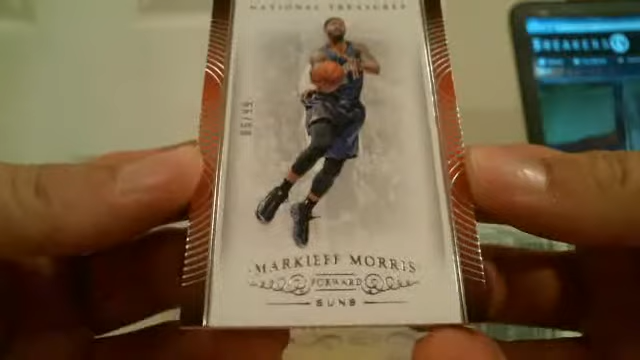 NATIONAL TREASURES
BREAKERS
MARKIEFF MORRIS
FORWARD
SUNS